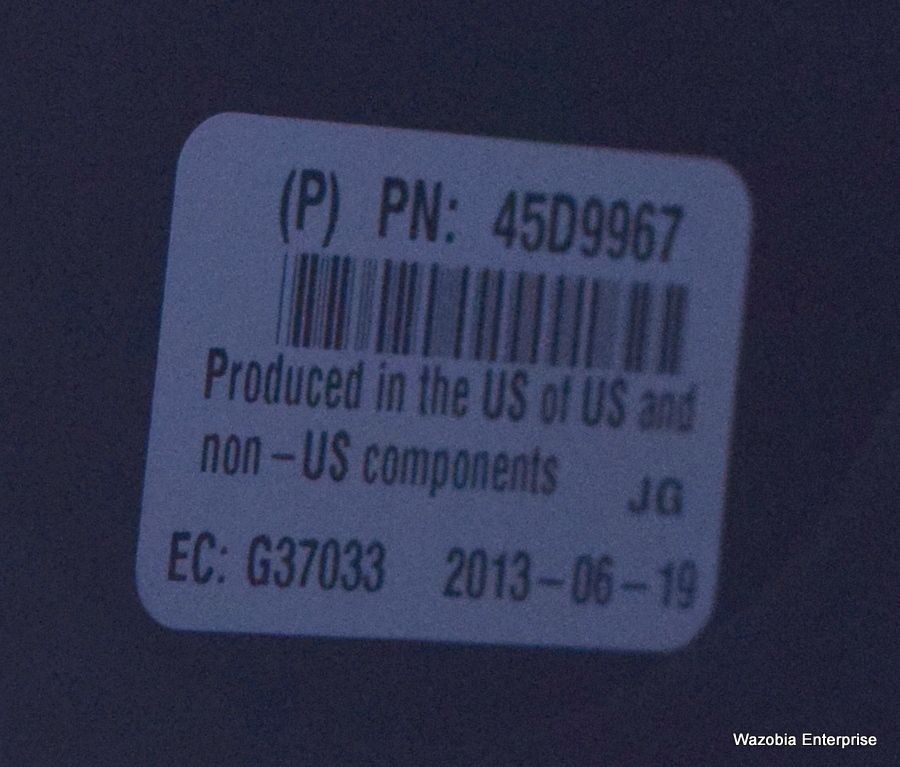 (P) PN: 45D9967
Produced in the US of US and
non-US components
JG
EC: G37033 2013-06-19
Wazobia Enterprise